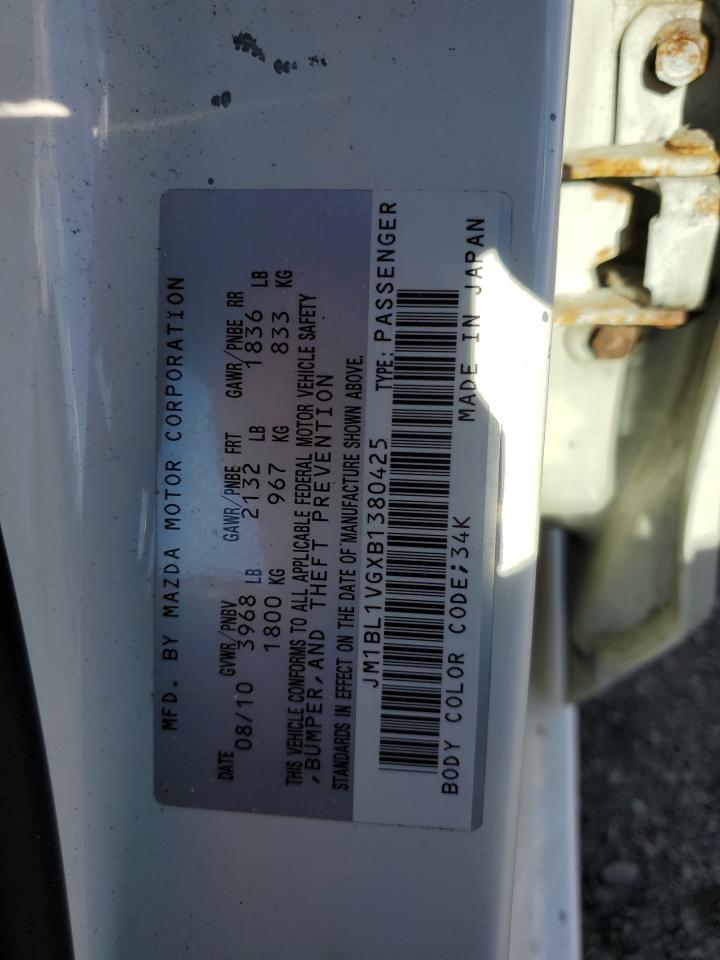 MFD. BY MAZDA MOTOR CORPORATION
DATE GVWR/PNBV GAWR/PNBE FRT GAWR/PNBE RR
08/10 3968 LB 2132 LB 1836 LB
1800 KG 967 KG 833 KG
THIS VEHICLE CONFORMS TO ALL APPLICABLE FEDERAL MOTOR VEHICLE SAFETY
,BUMPER,AND THEFT PREVENTION
STANDARDS IN EFFECT ON THE DATE OF MANUFACTURE SHOWN ABOVE.
JM1BL1VGXB1380425 TYPE: PASSENGER
BODY COLOR CODE;34K MADE IN JAPAN